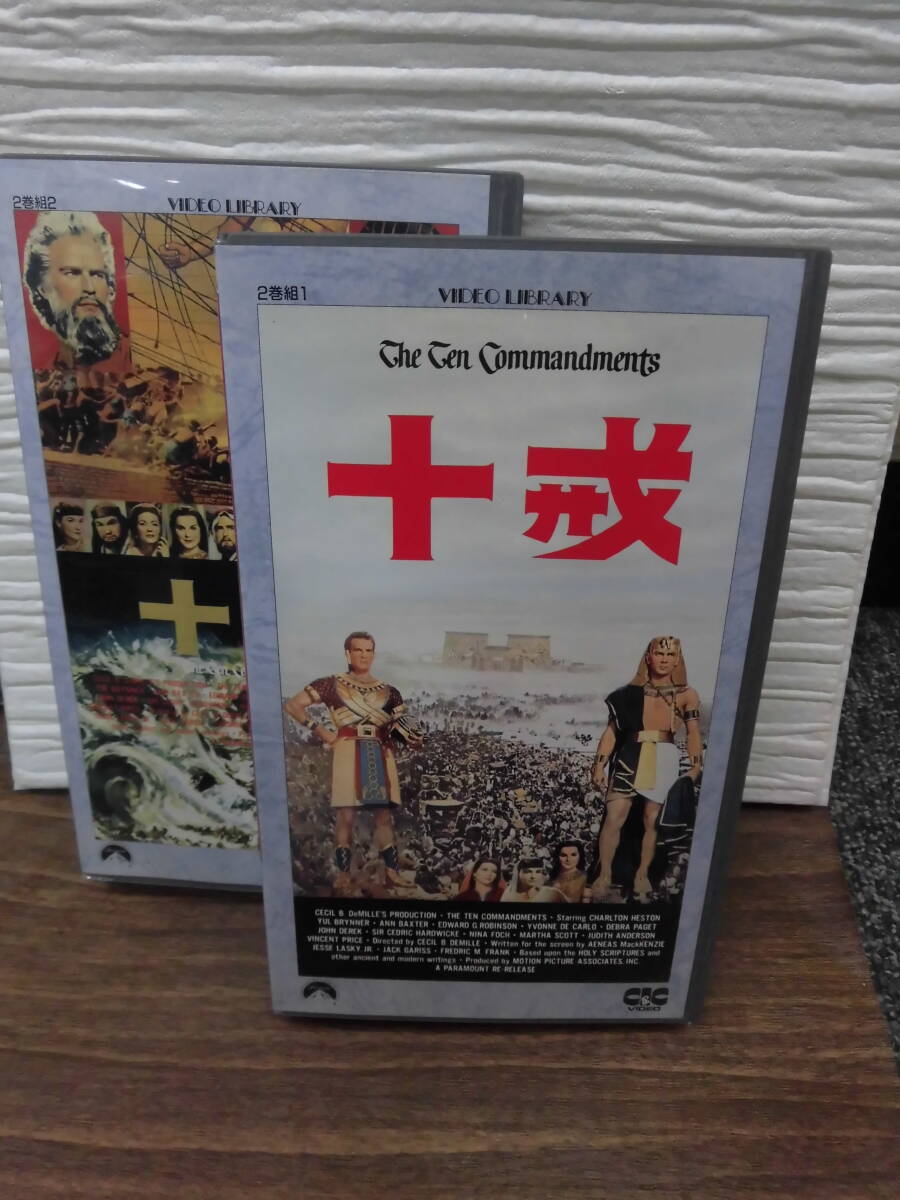 2巻組2
VIDEO LIBRARY
十
2巻組1
VIDEO LIBRARY
The Ten Commandments
十戒
CECIL B. DeMILLE'S PRODUCTION · THE TEN COMMANDMENTS · Starring CHARLTON HESTON
YUL BRYNNER · ANN BAXTER · EDWARD G.ROBINSON · YVONNE DE CARLO · DEBRA PAGET
JOHN DEREK · SIR CEDRIC HARDWICKE · NINA FOCH · MARTHA SCOTT · JUDITH ANDERSON
VINCENT PRICE · Directed by CECIL B. DEMILLE · Written for the screen by AENEAS MacKENZIE
JESSE LASKY JR. · JACK GARISS · FREDRIC M. FRANK · Based upon the HOLY SCRIPTURES and
other ancient and modern writings · Produced by MOTION PICTURE ASSOCIATES, INC.
A PARAMOUNT RE-RELEASE
CIC
VIDEO